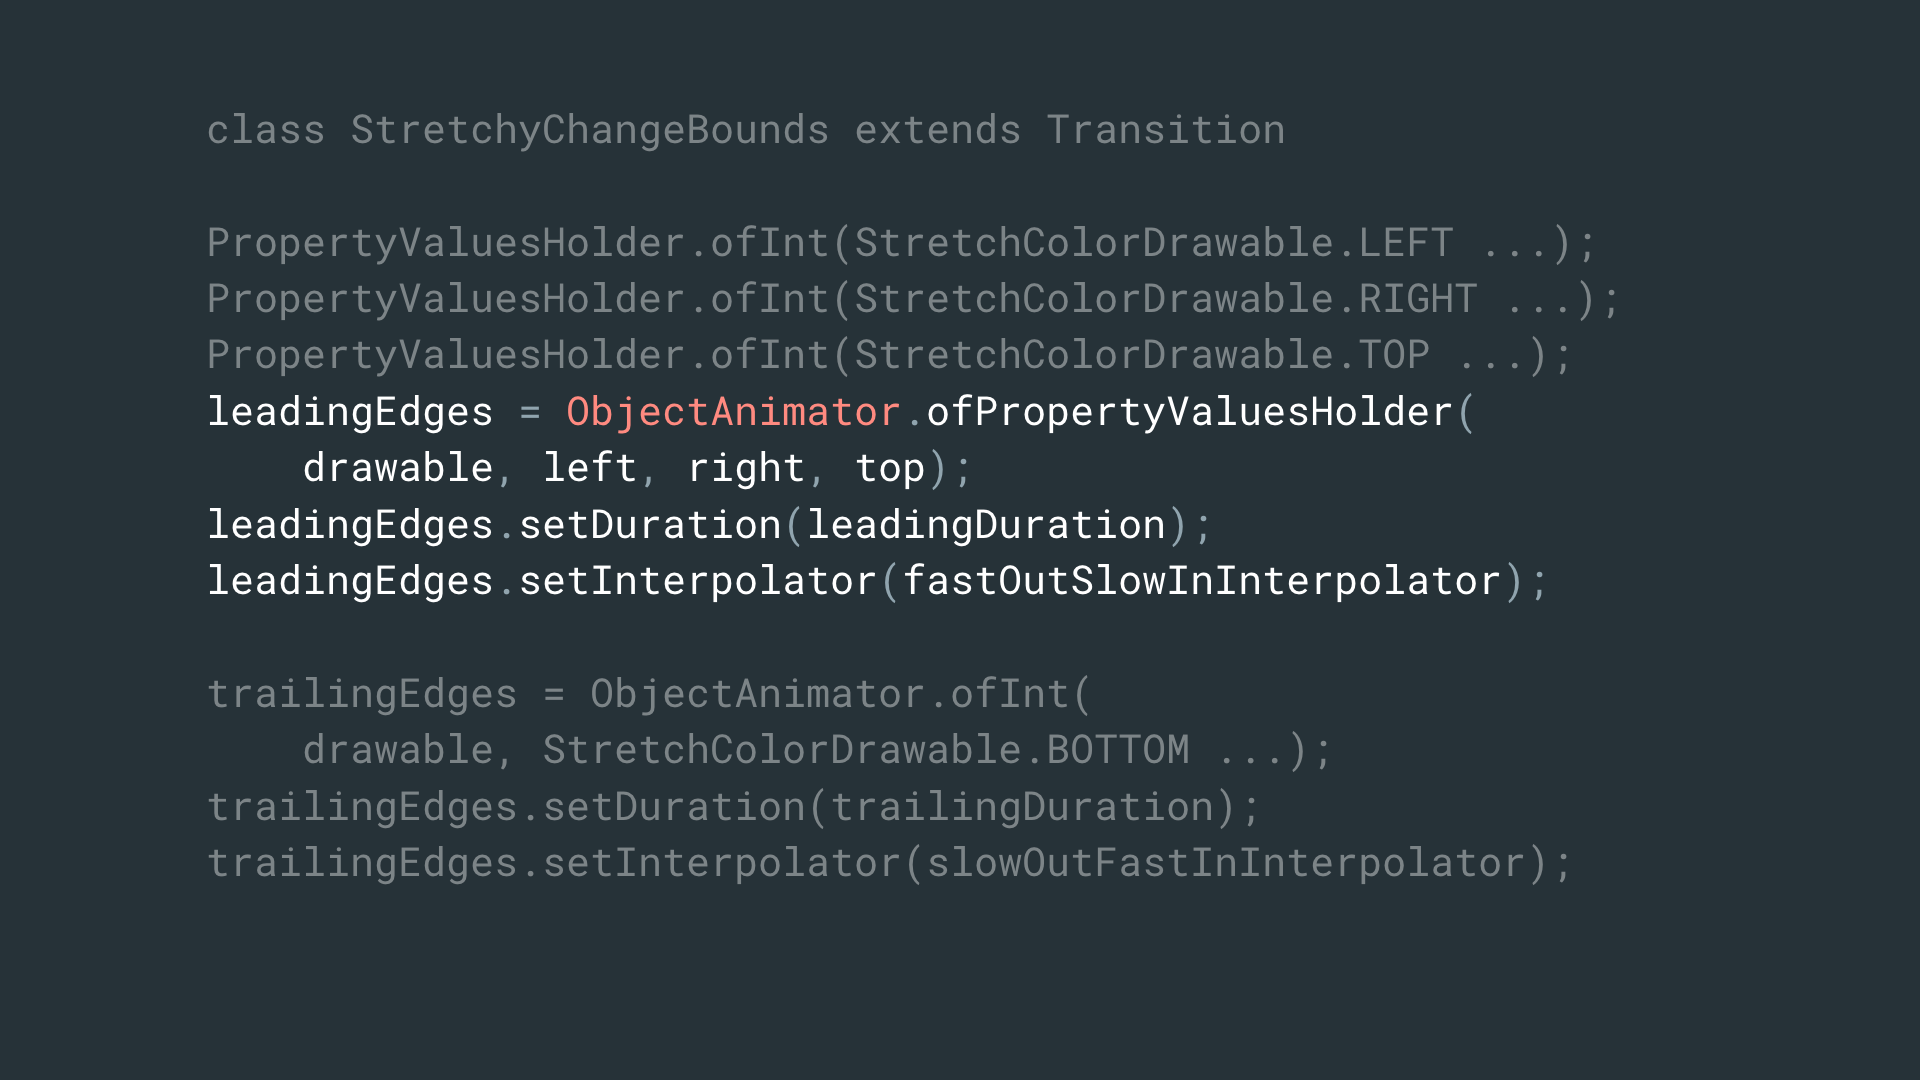 class StretchyChangeBounds extends Transition
PropertyValuesHolder.ofInt(StretchColorDrawable.LEFT ...);
PropertyValuesHolder.ofInt(StretchColorDrawable.RIGHT ...);
PropertyValuesHolder.ofInt(StretchColorDrawable.TOP ...);
leadingEdges = ObjectAnimator.ofPropertyValuesHolder(
    drawable, left, right, top);
leadingEdges.setDuration(leadingDuration);
leadingEdges.setInterpolator(fastOutSlowInInterpolator);
trailingEdges = ObjectAnimator.ofInt(
    drawable, StretchColorDrawable.BOTTOM ...);
trailingEdges.setDuration(trailingDuration);
trailingEdges.setInterpolator(slowOutFastInInterpolator);